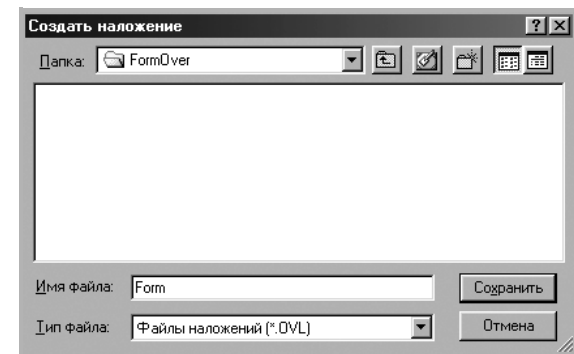 Создать наложение
Папка: FormOver
Имя файла: Form Сохранить
Тип файла: Файлы наложений (*.OVL) Отмена